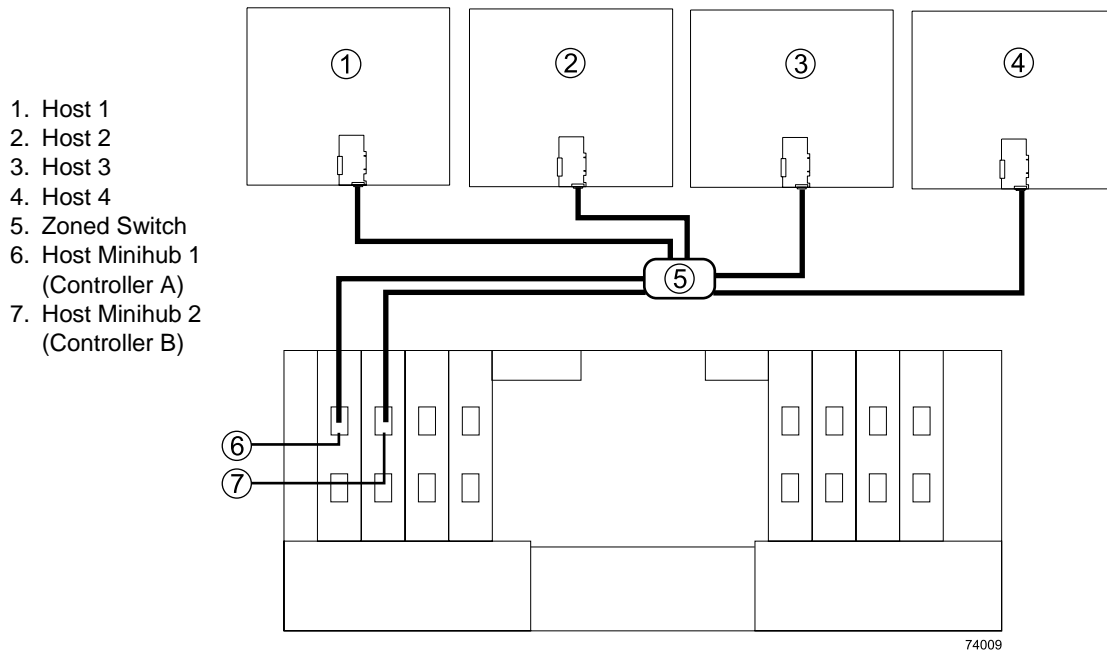 1
2
3
4
1. Host 1
2. Host 2
3. Host 3
4. Host 4
5. Zoned Switch
6. Host Minihub 1
(Controller A)
7. Host Minihub 2
(Controller B)
5
6
7
74009